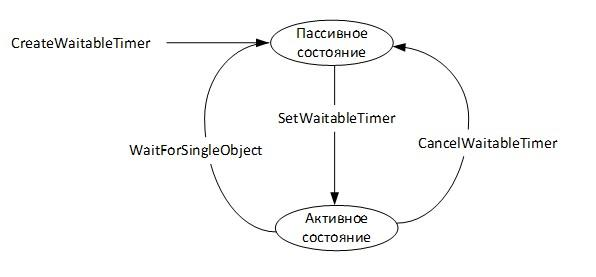 CreateWaitableTimer
Пассивное
состояние
SetWaitableTimer
WaitForSingleObject
CancelWaitableTimer
Активное
состояние